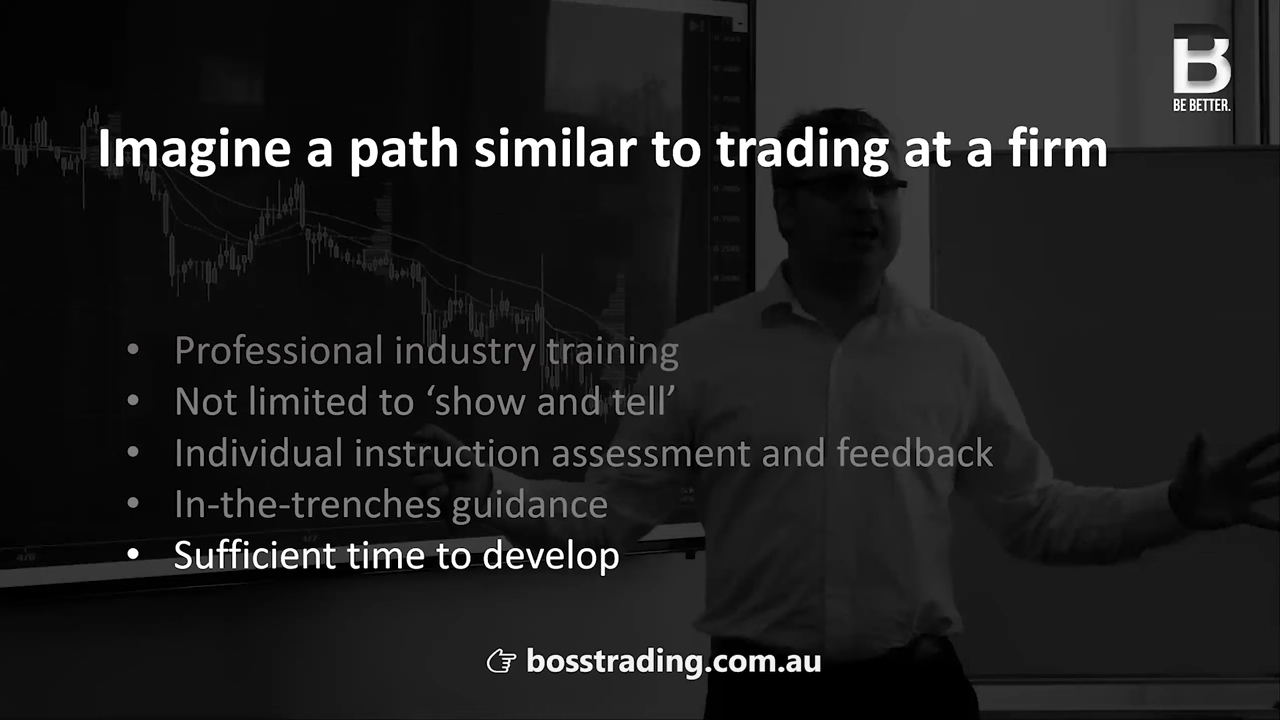 B
BE BETTER.
Imagine a path similar to trading at a firm
• Professional industry training
• Not limited to ‘show and tell’
• Individual instruction assessment and feedback
• In-the-trenches guidance
• Sufficient time to develop
☞ bosstrading.com.au